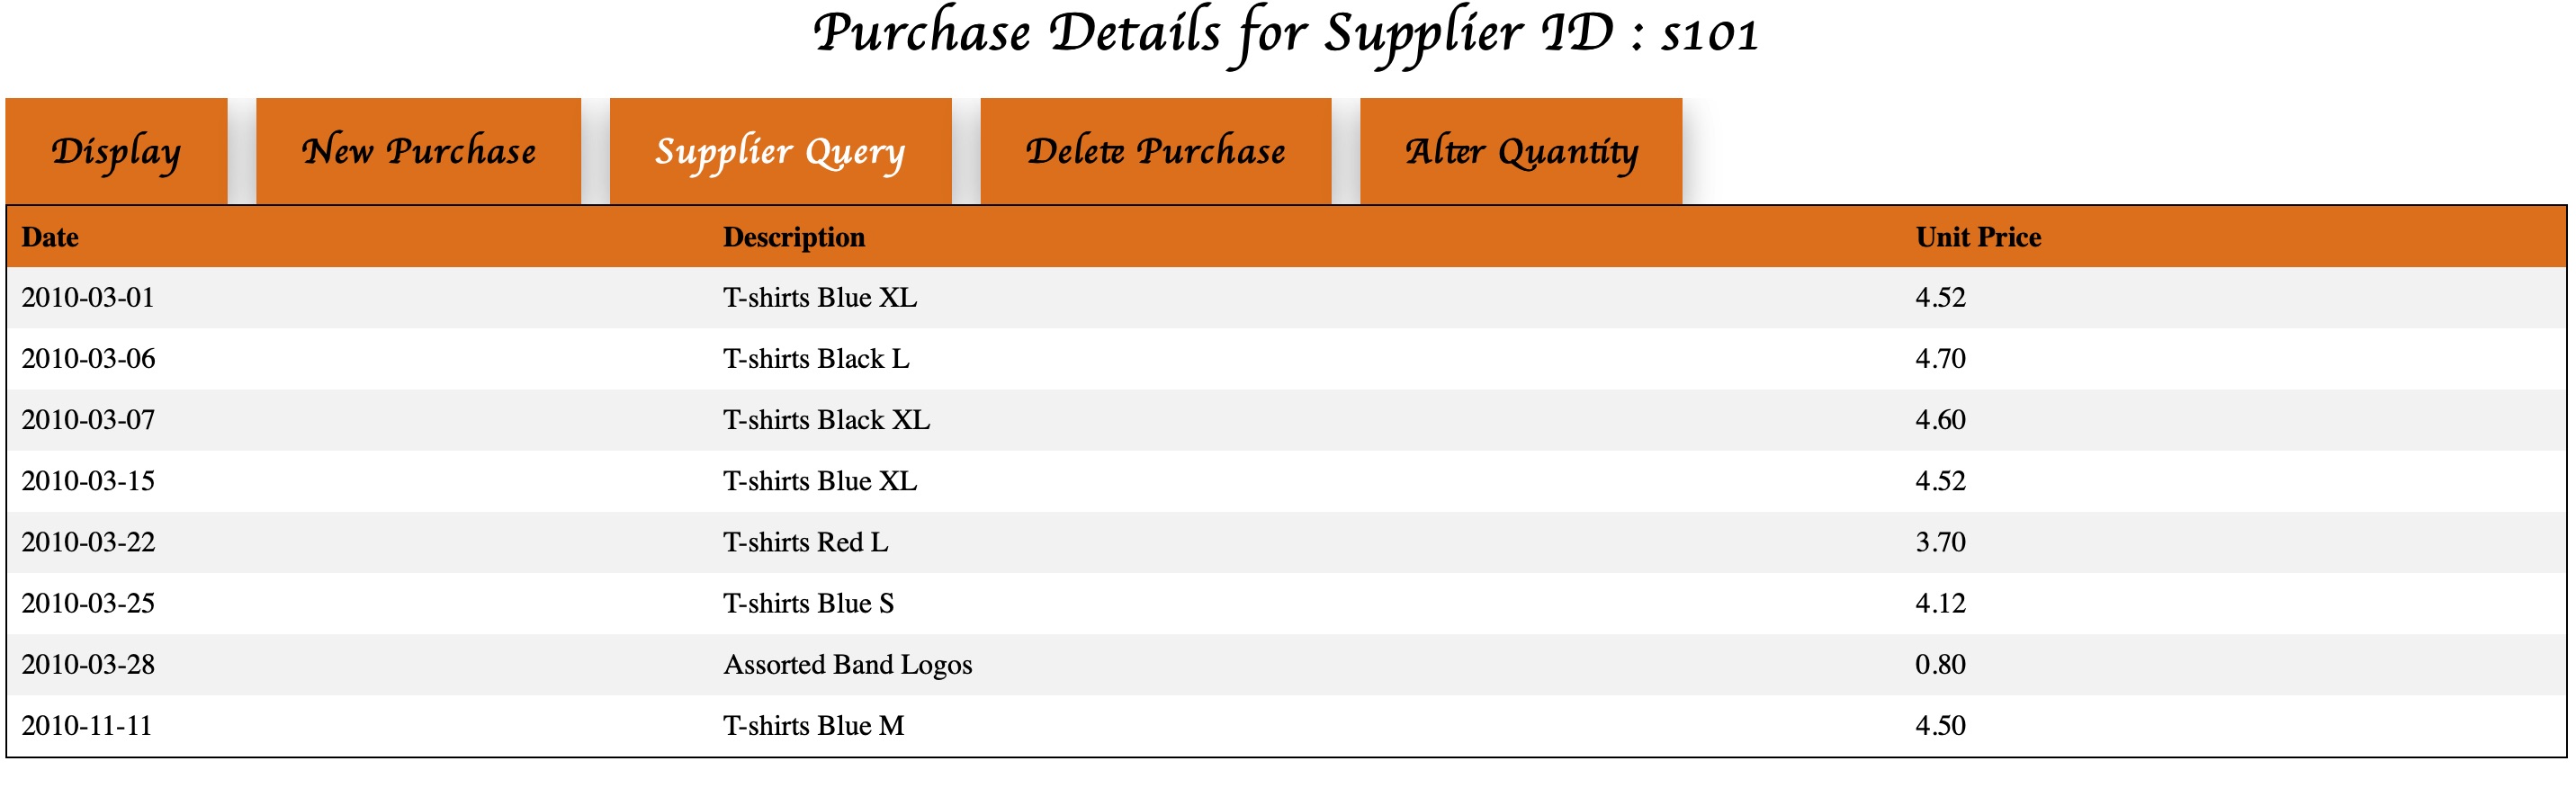 Purchase Details for Supplier ID : s101
Display New Purchase Supplier Query Delete Purchase Alter Quantity
Date Description Unit Price
2010-03-01 T-shirts Blue XL 4.52
2010-03-06 T-shirts Black L 4.70
2010-03-07 T-shirts Black XL 4.60
2010-03-15 T-shirts Blue XL 4.52
2010-03-22 T-shirts Red L 3.70
2010-03-25 T-shirts Blue S 4.12
2010-03-28 Assorted Band Logos 0.80
2010-11-11 T-shirts Blue M 4.50